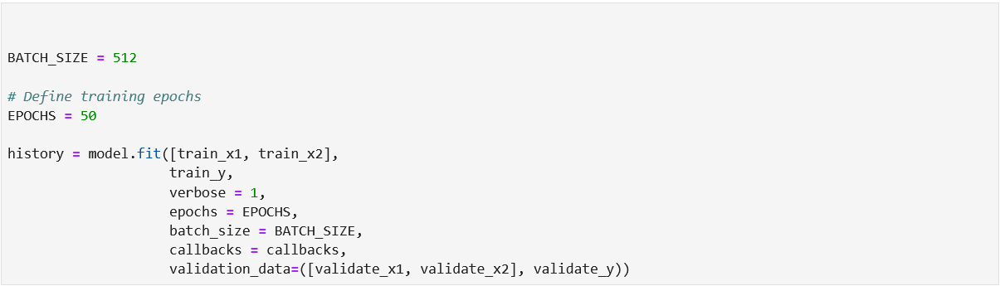 BATCH_SIZE = 512
# Define training epochs
EPOCHS = 50
history = model.fit([train_x1, train_x2],
train_y,
verbose = 1,
epochs = EPOCHS,
batch_size = BATCH_SIZE,
callbacks = callbacks,
validation_data=([validate_x1, validate_x2], validate_y))